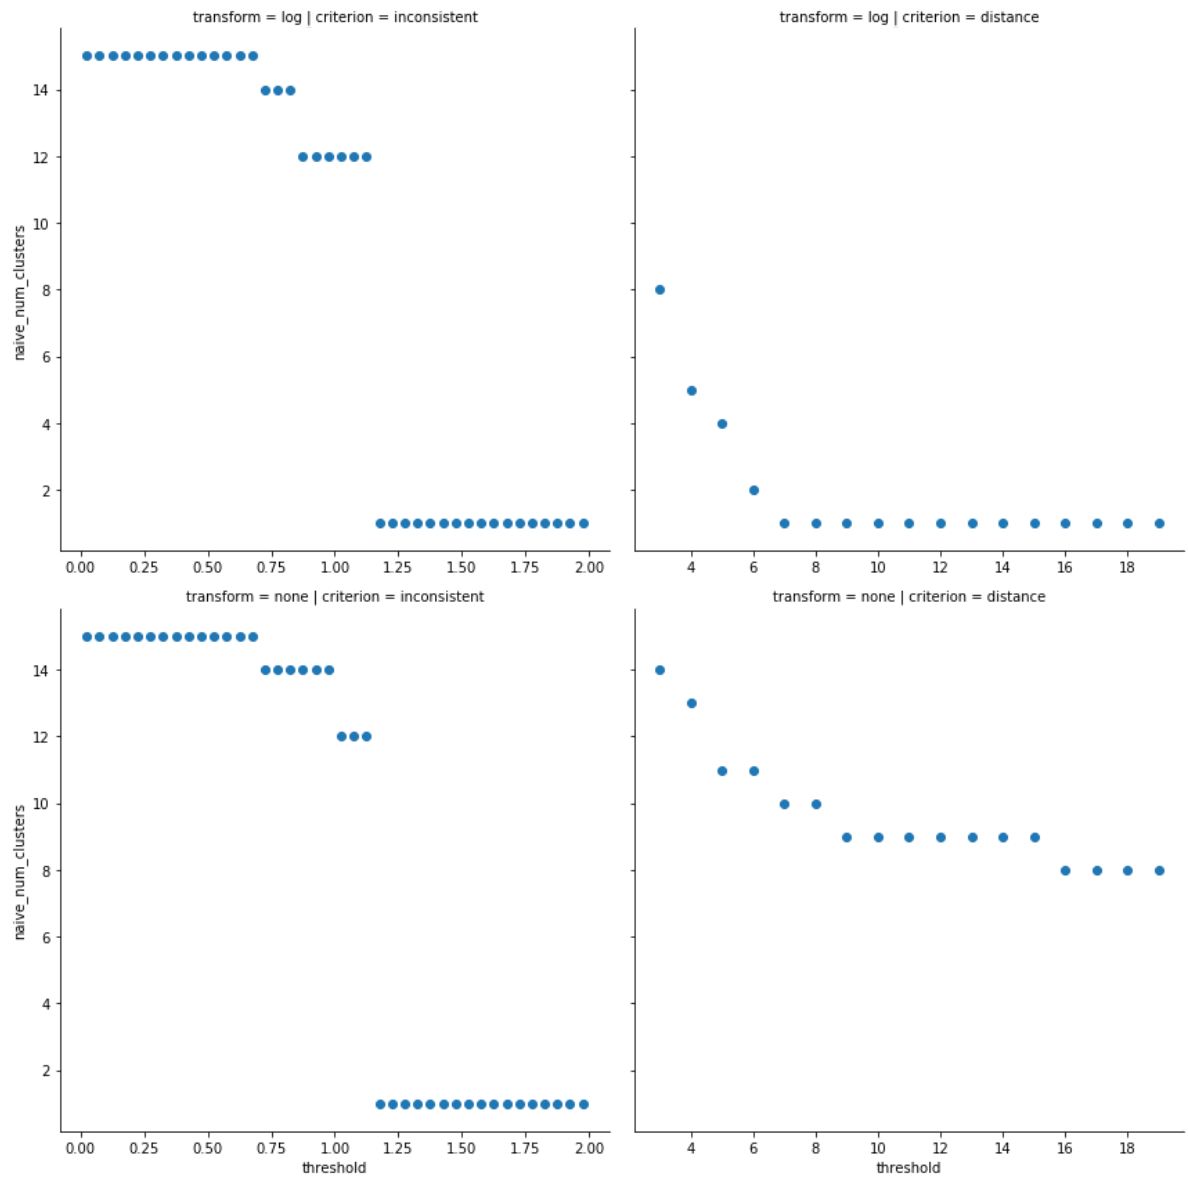 transform = log | criterion = inconsistent
transform = log | criterion = distance
naive_num_clusters
14
12
10
8
6
4
2
0.00 0.25 0.50 0.75 1.00 1.25 1.50 1.75 2.00
4 6 8 10 12 14 16 18
transform = none | criterion = inconsistent
transform = none | criterion = distance
naive_num_clusters
14
12
10
8
6
4
2
0.00 0.25 0.50 0.75 1.00 1.25 1.50 1.75 2.00
threshold
4 6 8 10 12 14 16 18
threshold